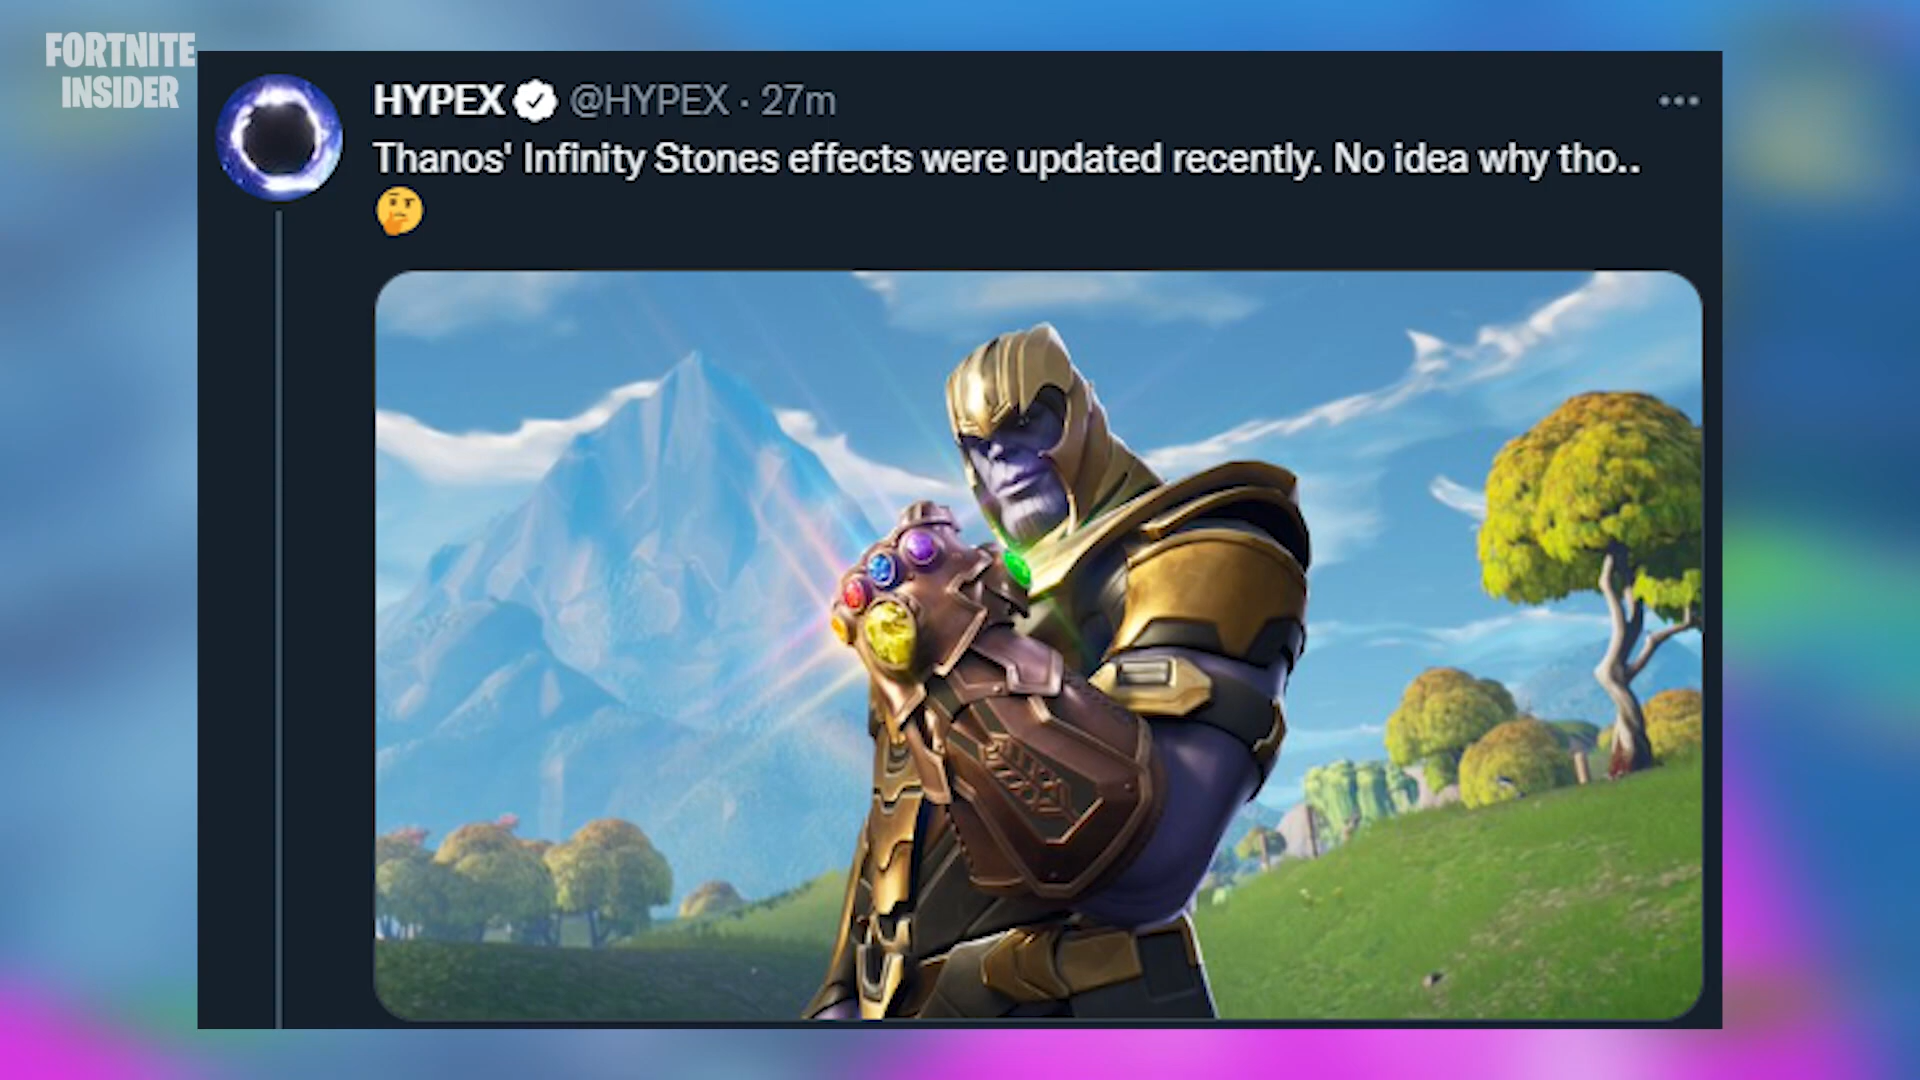 FORTNITE
INSIDER
HYPEX @HYPEX · 27m
Thanos' Infinity Stones effects were updated recently. No idea why tho..
🤔